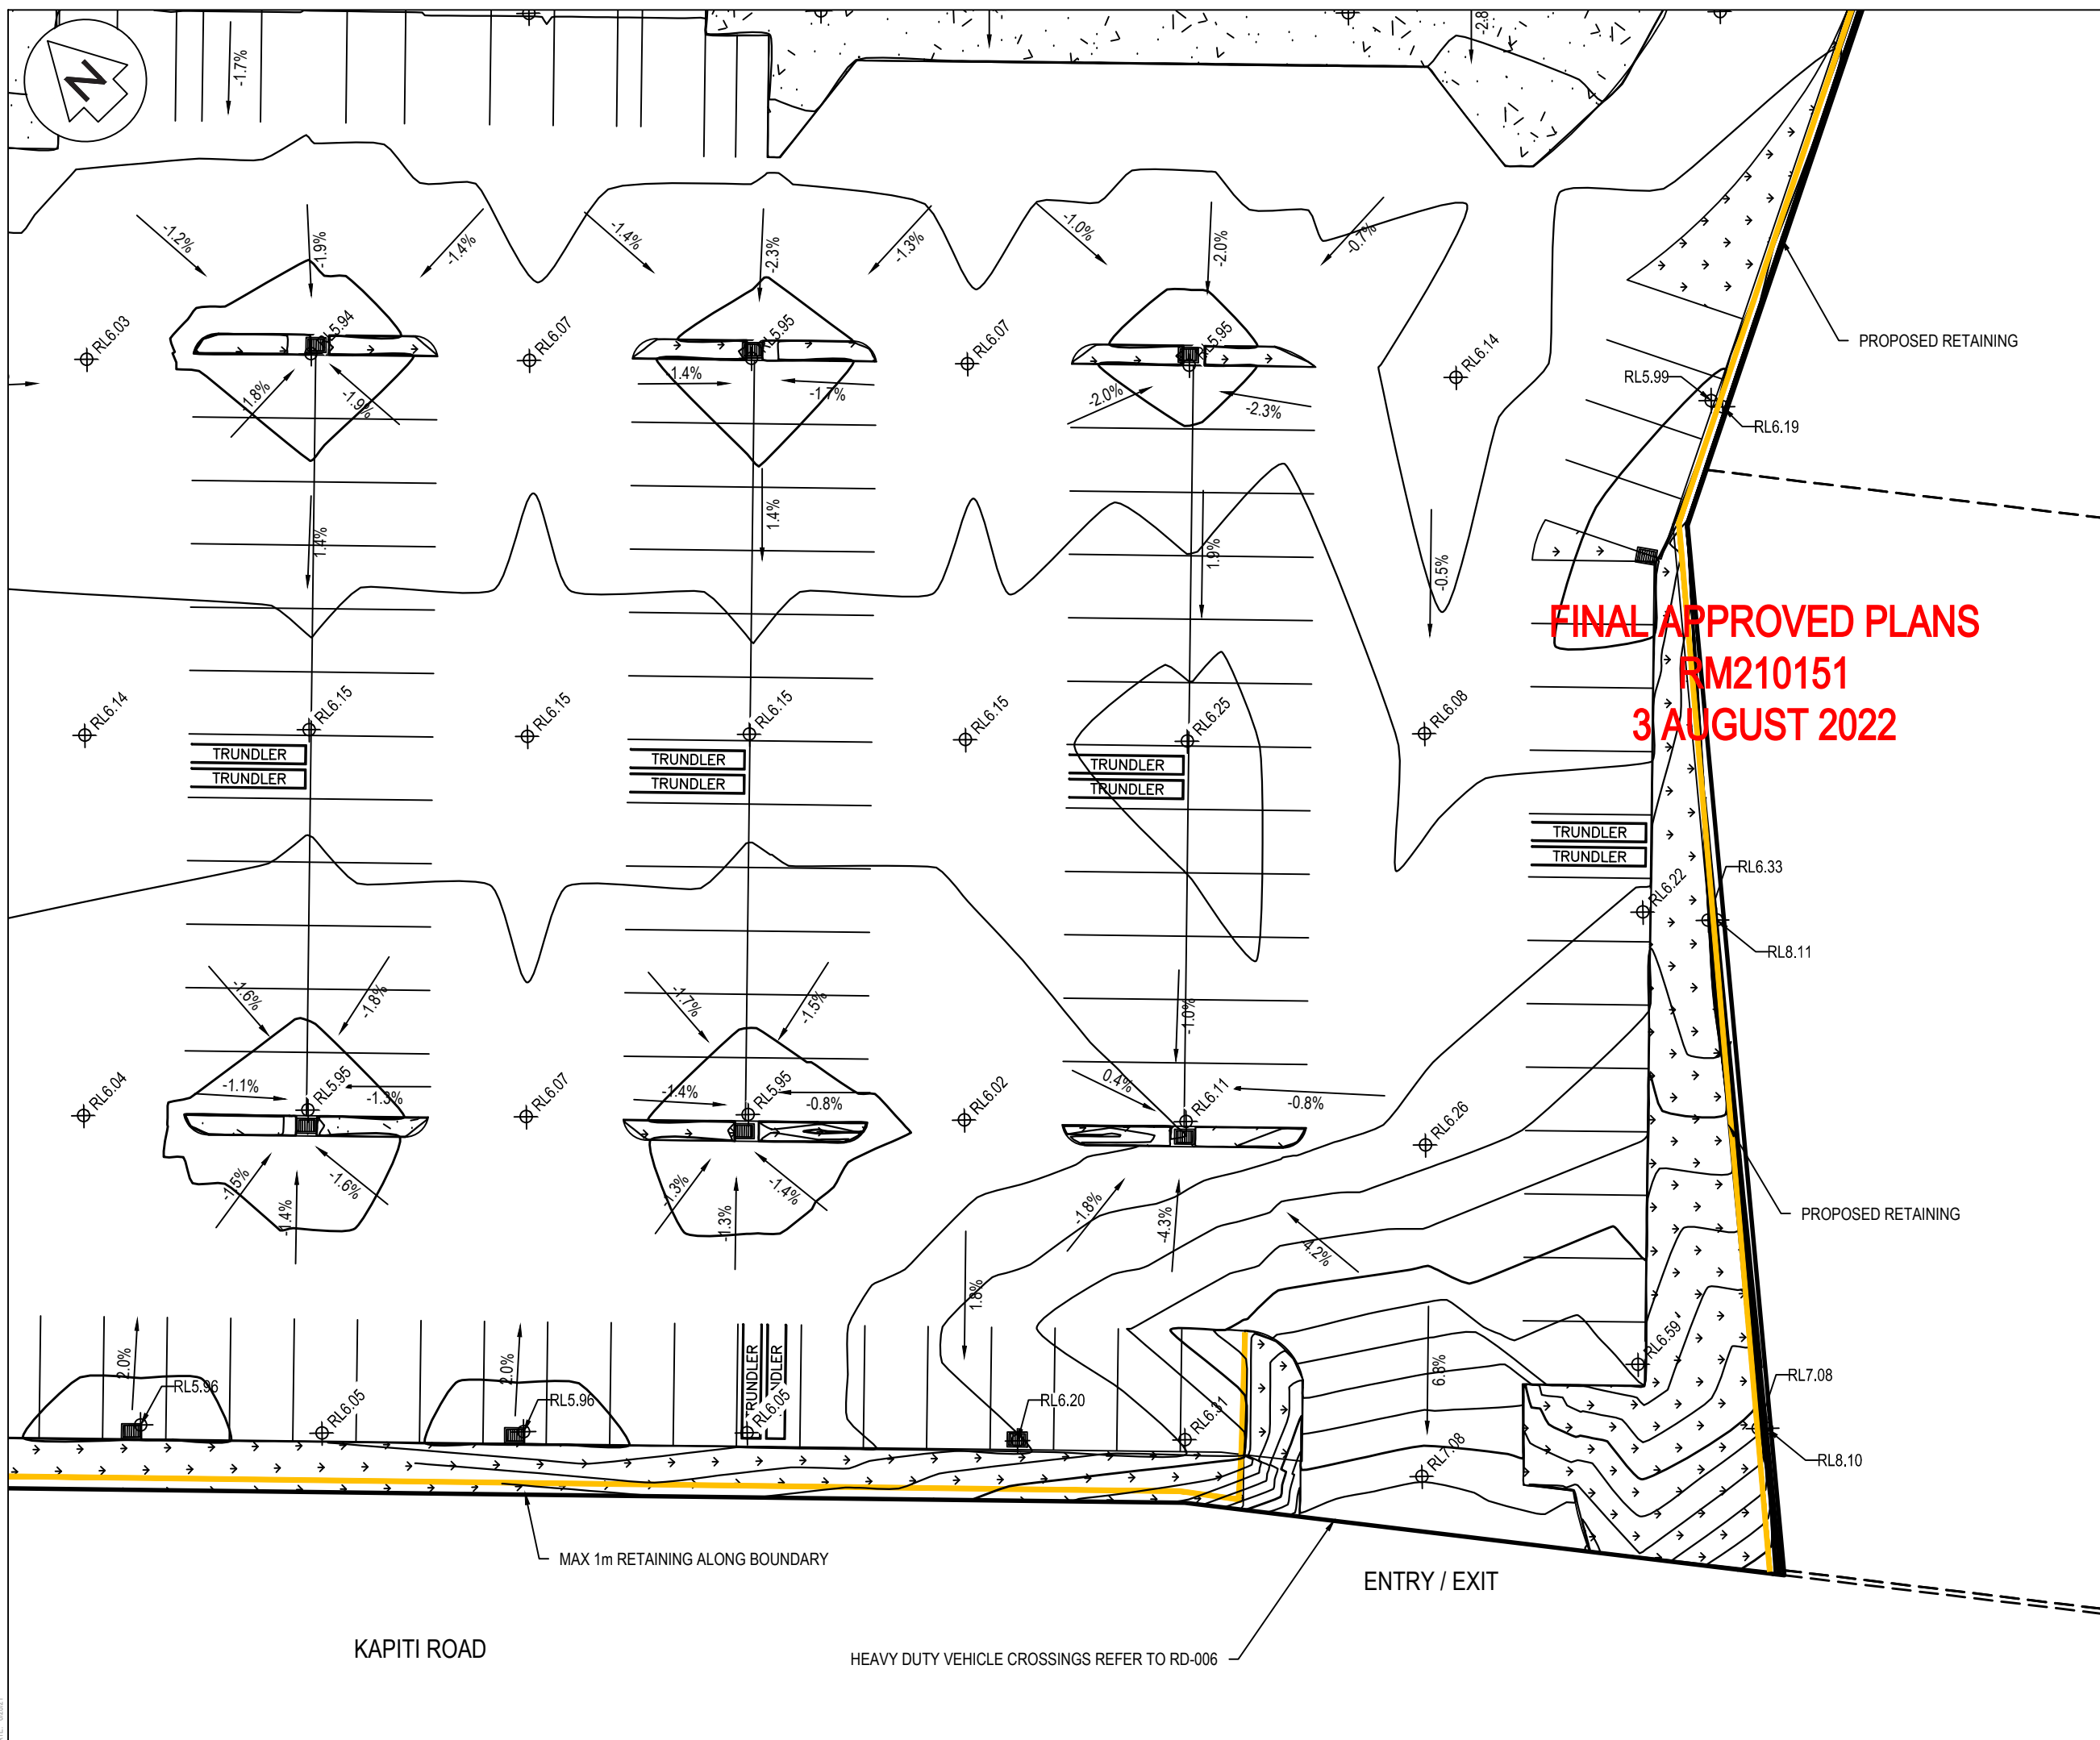 N
-1.7%
-2.8
-1.2%
-1.9%
-1.4%
-1.4%
-2.3%
-1.3%
-1.0%
-2.0%
-0.7%
RL6.03
RL5.94
RL6.07
RL5.95
RL6.07
RL5.95
RL6.14
PROPOSED RETAINING
RL5.99
RL6.19
-1.8%
-1.9%
1.4%
-1.7%
-2.0%
-2.3%
1.4%
1.4%
1.9%
-0.5%
FINAL APPROVED PLANS
RM210151
3 AUGUST 2022
RL6.14
RL6.15
RL6.15
RL6.15
RL6.15
RL6.25
RL6.08
TRUNDLER
TRUNDLER
TRUNDLER
TRUNDLER
TRUNDLER
TRUNDLER
TRUNDLER
TRUNDLER
RL6.33
RL6.22
RL8.11
-1.6%
-1.8%
-1.7%
-1.5%
-1.0%
RL6.04
-1.1%
RL5.95
-1.3%
RL6.07
-1.4%
RL5.95
-0.8%
RL6.02
0.4%
RL6.11
-0.8%
RL6.26
-1.5%
-1.4%
-1.6%
-1.3%
-1.3%
-1.4%
-1.8%
-4.3%
-4.2%
PROPOSED RETAINING
2.0%
RL5.96
RL6.05
2.0%
RL5.96
TRUNDLER
RL6.05
1.8%
RL6.20
RL6.31
6.8%
RL7.08
RL6.59
RL7.08
RL8.10
MAX 1m RETAINING ALONG BOUNDARY
ENTRY / EXIT
KAPITI ROAD
HEAVY DUTY VEHICLE CROSSINGS REFER TO RD-006